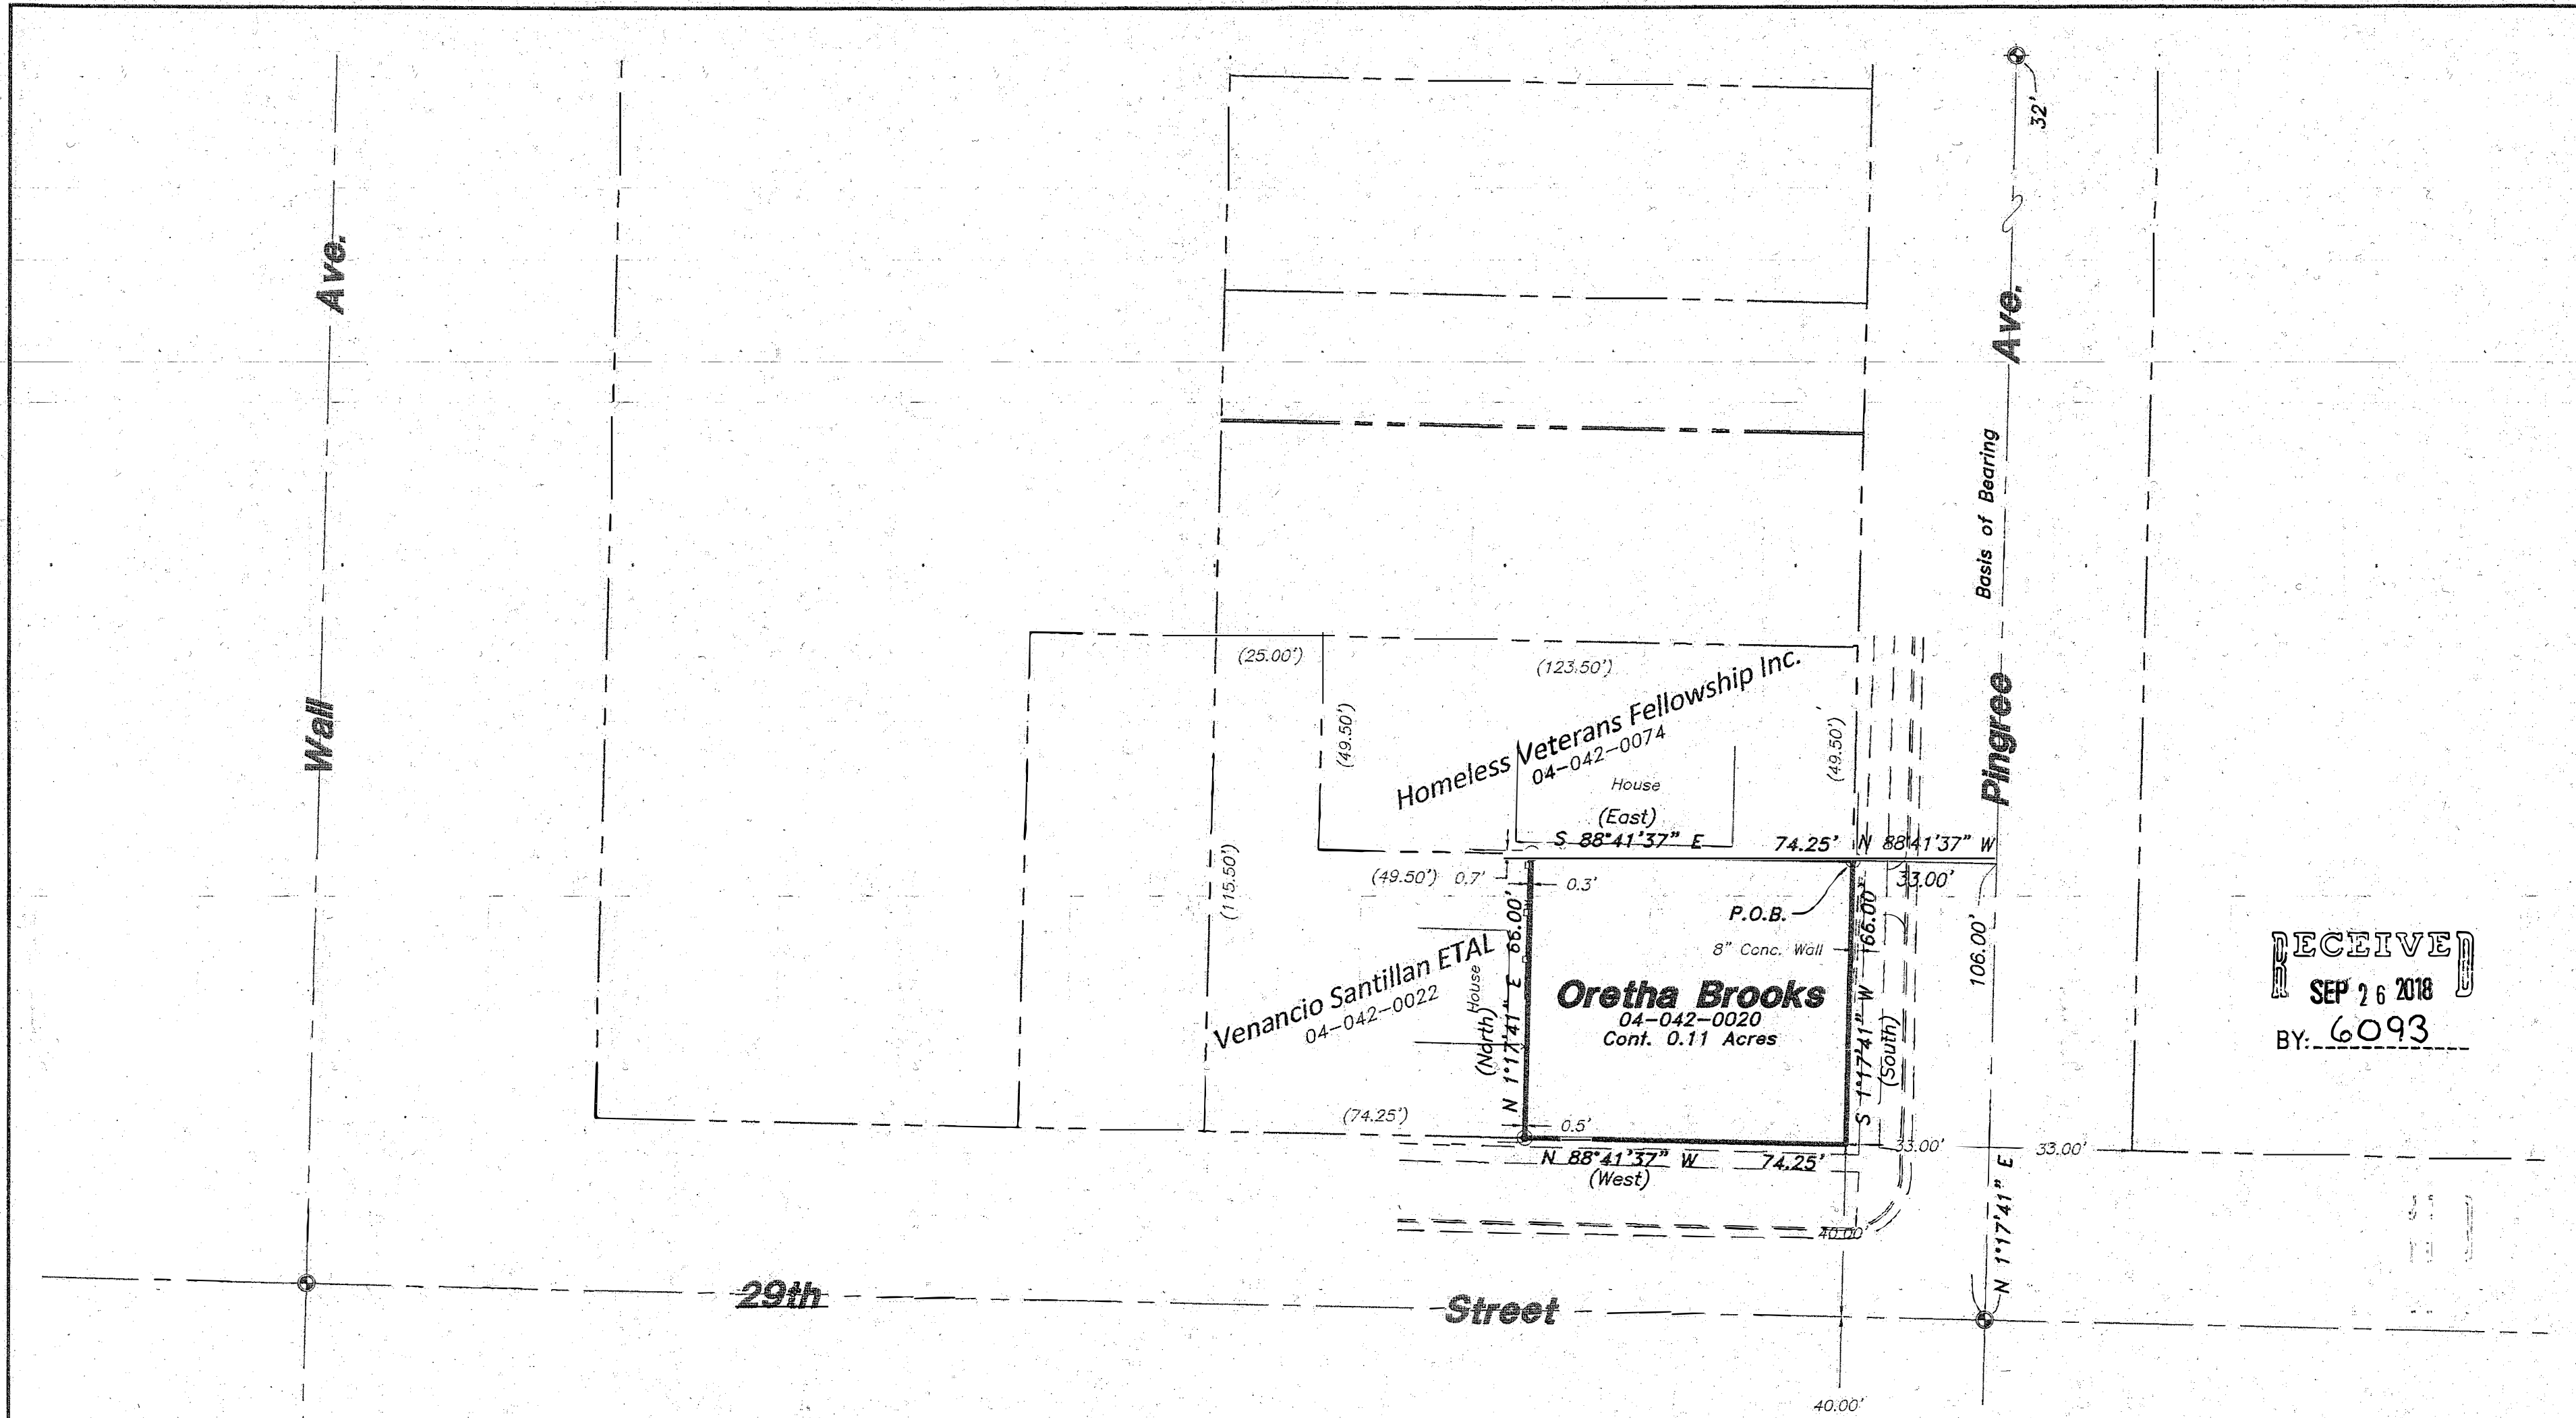 32'
Wall Ave.
Pingree Ave.
Basis of Bearing
(25.00')
(123.50')
(49.50')
Homeless Veterans Fellowship Inc.
04-042-0074
(49.50')
House
(East)
S 88°41'37" E 74.25'
N 88°41'37" W
33.00'
(115.50')
(49.50')
0.7'
0.3'
P.O.B.
8" Conc. Wall
106.00'
Venancio Santillan ETAL
04-042-0022
House
(North)
N 1°17'41" E 66.00'
Oretha Brooks
04-042-0020
Cont. 0.11 Acres
S 1°17'41" W 66.00'
(South)
(74.25')
0.5'
N 88°41'37" W 74.25'
(West)
33.00'
33.00'
N 1°17'41" E
40.00'
29th Street
40.00'
RECEIVED
SEP 26 2018
BY: 6093